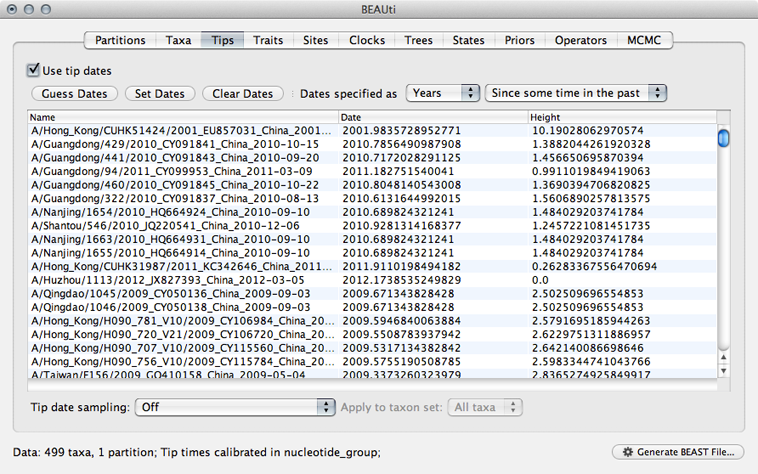 BEAUti
Partitions Taxa Tips Traits Sites Clocks Trees States Priors Operators MCMC
Use tip dates
Guess Dates Set Dates Clear Dates Dates specified as Years Since some time in the past
Name Date Height
A/Hong_Kong/CUHK51424/2001_EU857031_China_2001... 2001.9835728952771 10.19028062970574
A/Guangdong/429/2010_CY091841_China_2010-10-15 2010.7856490987908 1.3882044261920328
A/Guangdong/441/2010_CY091843_China_2010-09-20 2010.7172028291125 1.456650695870394
A/Guangdong/94/2011_CY099953_China_2011-03-09 2011.182751540041 0.9911019849419063
A/Guangdong/460/2010_CY091845_China_2010-10-22 2010.8048140543008 1.3690394706820825
A/Guangdong/322/2010_CY091837_China_2010-08-13 2010.6131644992015 1.5606890257813575
A/Nanjing/1654/2010_HQ664924_China_2010-09-10 2010.689824321241 1.484029203741784
A/Shantou/546/2010_JQ220541_China_2010-12-06 2010.9281314168377 1.2457221081451735
A/Nanjing/1663/2010_HQ664931_China_2010-09-10 2010.689824321241 1.484029203741784
A/Nanjing/1655/2010_HQ664914_China_2010-09-10 2010.689824321241 1.484029203741784
A/Hong_Kong/CUHK31987/2011_KC342646_China_2011... 2011.9110198494182 0.26283367556470694
A/Huzhou/1113/2012_JX827393_China_2012-03-05 2012.1738535249829 0.0
A/Qingdao/1045/2009_CY050136_China_2009-09-03 2009.671343828428 2.502509696554853
A/Qingdao/1046/2009_CY050138_China_2009-09-03 2009.671343828428 2.502509696554853
A/Hong_Kong/H090_781_V10/2009_CY106984_China_20... 2009.5946840063884 2.5791695185944263
A/Hong_Kong/H090_720_V21/2009_CY106720_China_20... 2009.5508783937942 2.6229751311886957
A/Hong_Kong/H090_707_V10/2009_CY115560_China_20... 2009.5317134382842 2.642140086698646
A/Hong_Kong/H090_756_V10/2009_CY115784_China_20... 2009.5755190508785 2.5983344741043766
A/Taiwan/F156/2009_GQ410158_China_2009-05-04 2009.3373260323979 2.8365274925849917
Tip date sampling: Off Apply to taxon set: All taxa
Data: 499 taxa, 1 partition; Tip times calibrated in nucleotide_group; Generate BEAST File...